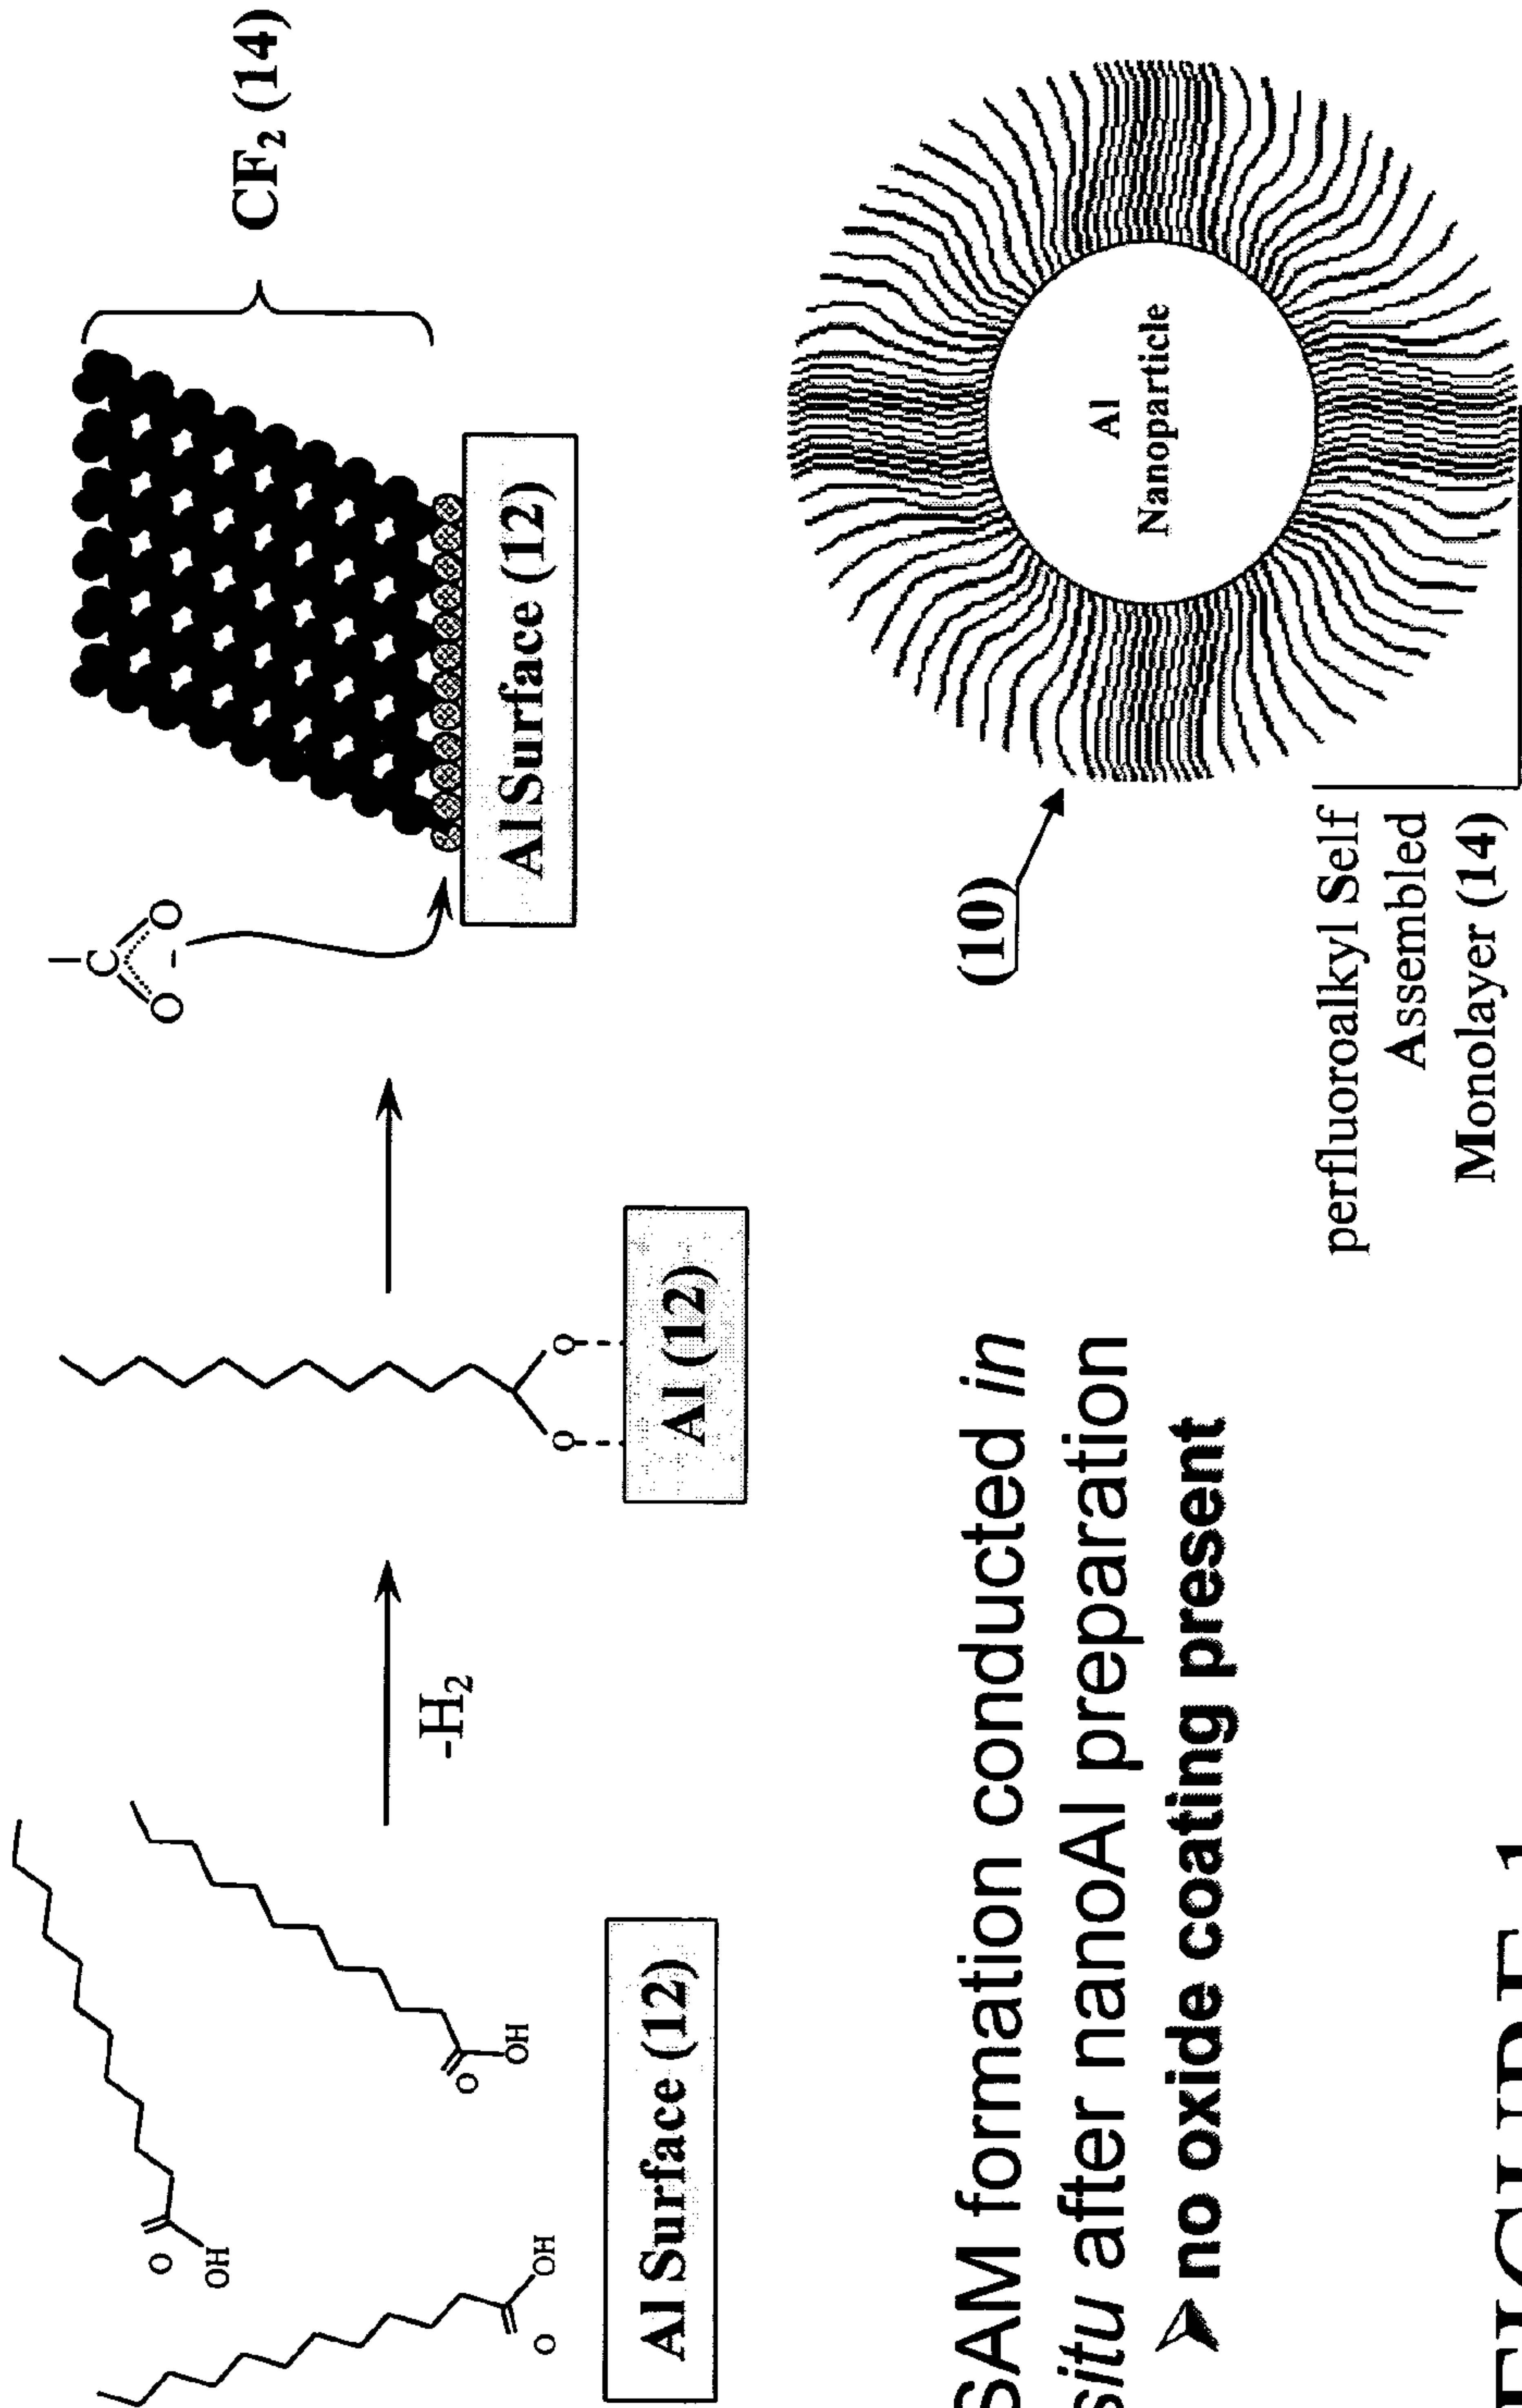 O
OH
O
OH
O
OH
Al Surface (12)
-H₂
O
O
Al (12)
C
O
O
-
CF₂ (14)
Al Surface (12)
SAM formation conducted in
situ after nanoAl preparation
➢ no oxide coating present
(10)
Al
Nanoparticle
perfluoroalkyl Self
Assembled
Monolayer (14)
FIGURE 1